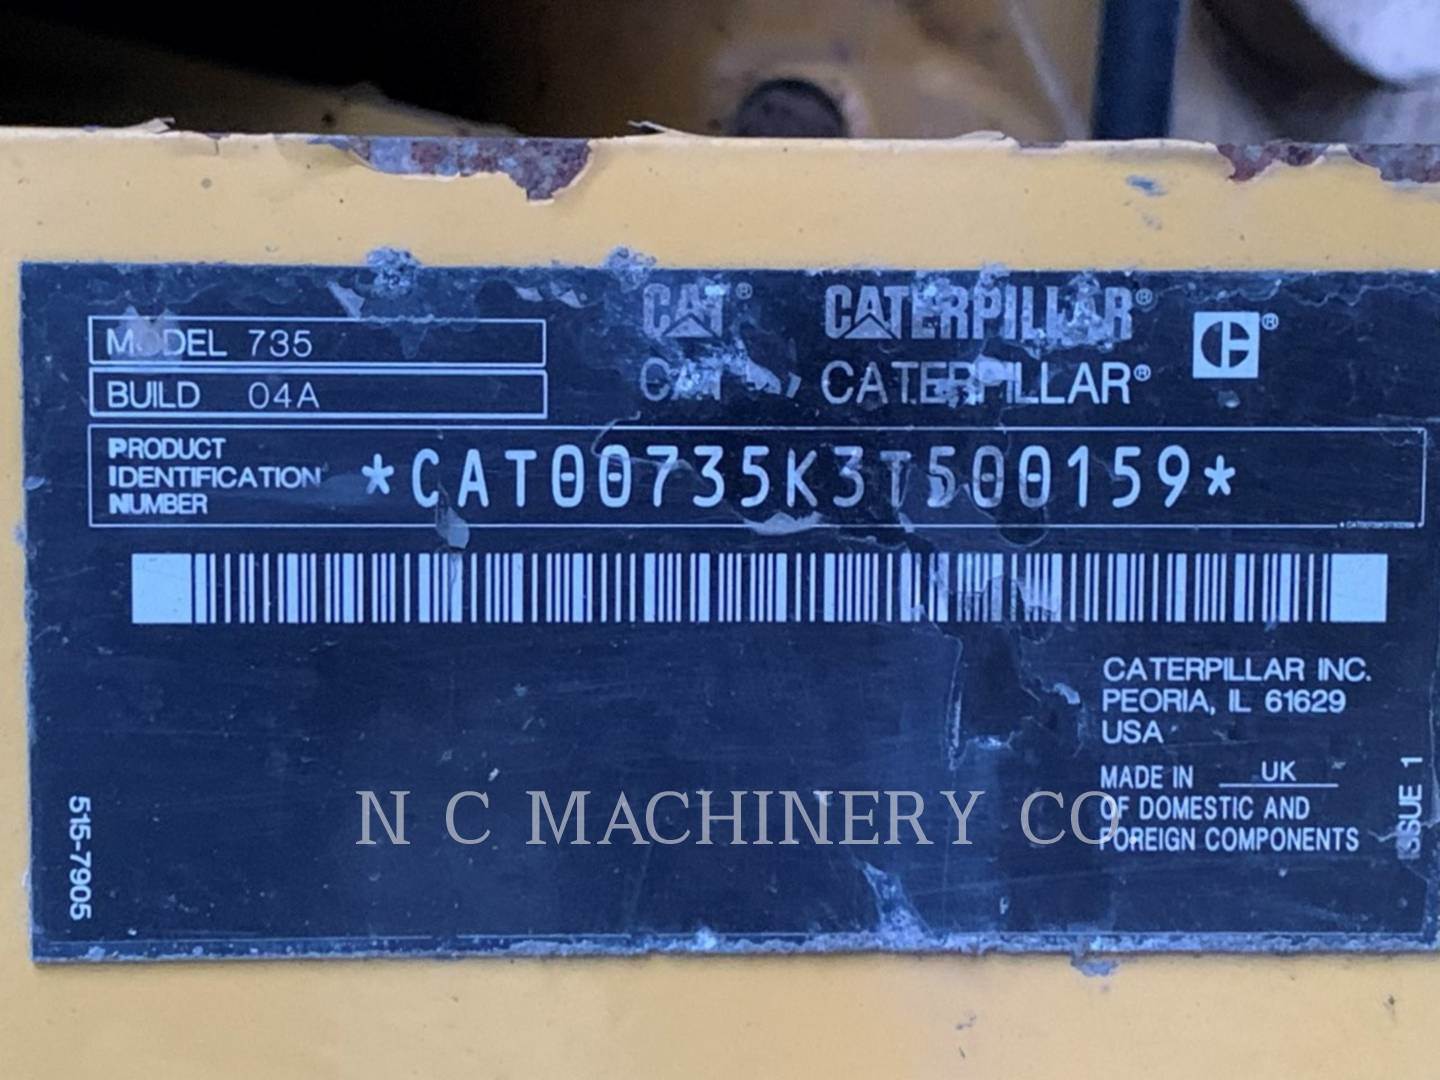 MODEL 735
BUILD 04A
CAT® CATERPILLAR® C®
CAT ® , CATERPILLAR®
PRODUCT
IDENTIFICATION
NUMBER
*CAT00735K3T500159*
CATERPILLAR INC.
PEORIA, IL 61629
USA
MADE IN UK
OF DOMESTIC AND
FOREIGN COMPONENTS
515-7905
ISSUE 1
N C MACHINERY CO.